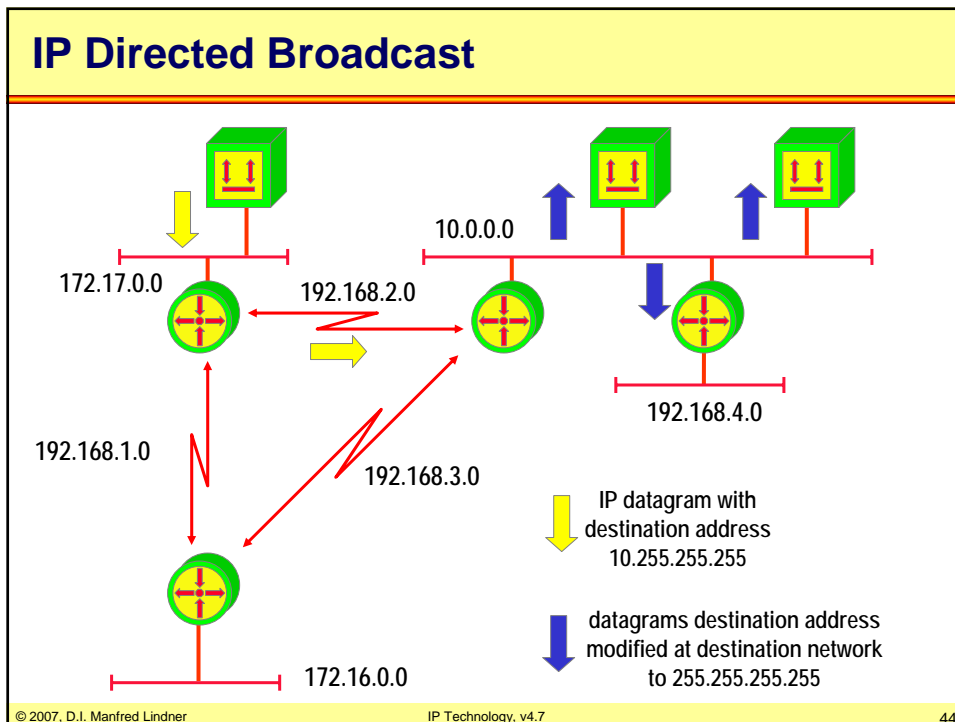 IP Directed Broadcast
10.0.0.0
172.17.0.0
192.168.2.0
192.168.4.0
192.168.1.0
192.168.3.0
IP datagram with
destination address
10.255.255.255
datagrams destination address
modified at destination network
to 255.255.255.255
172.16.0.0
© 2007, D.I. Manfred Lindner
IP Technology, v4.7
44